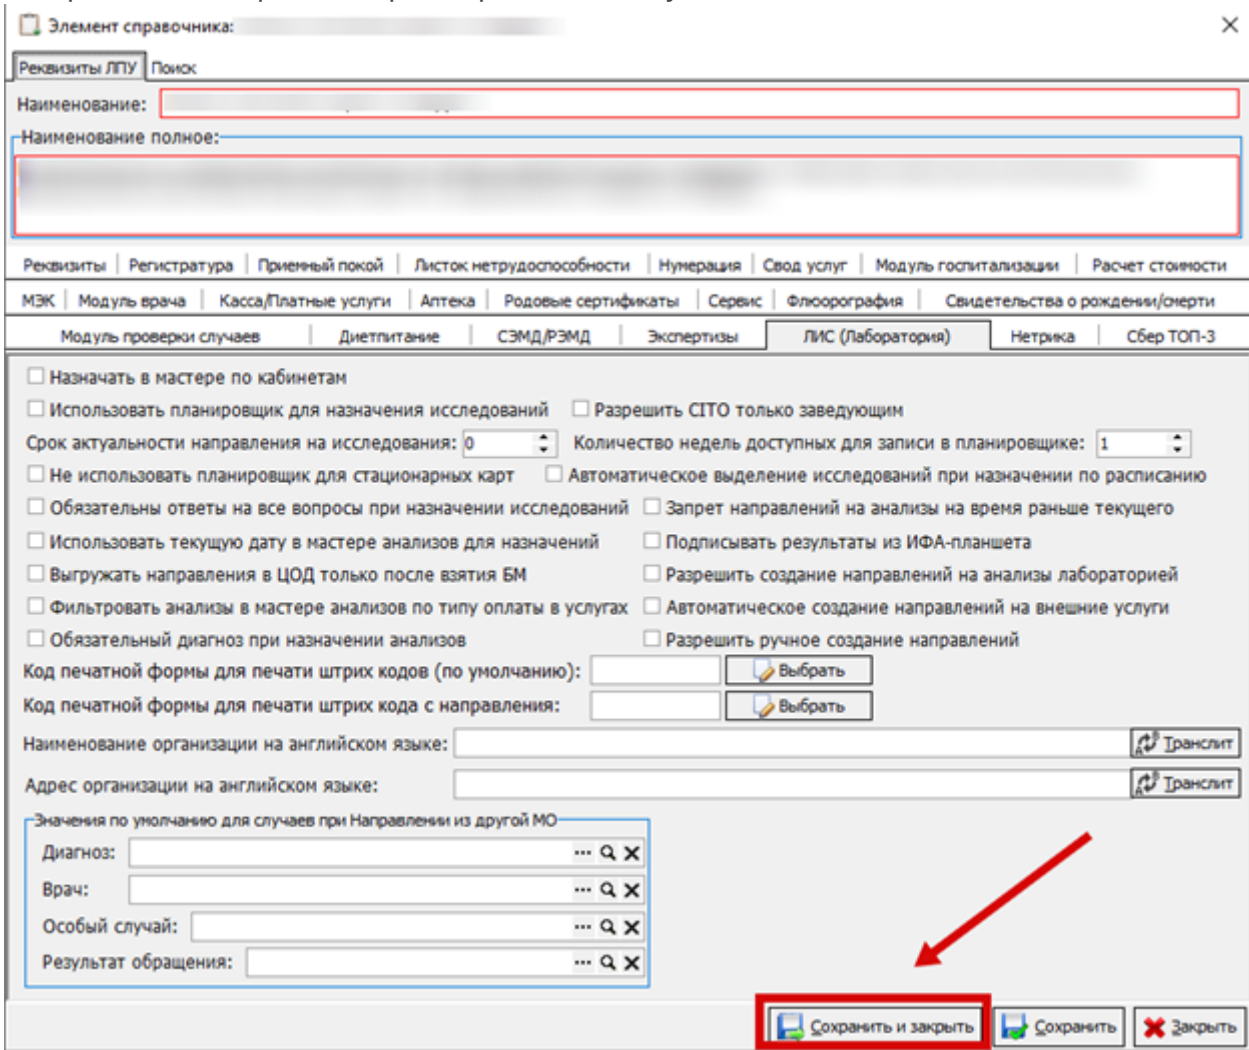 Элемент справочника:
Реквизиты ЛПУ Поиск
Наименование:
Наименование полное:
Реквизиты Регистратура Приемный покой Листок нетрудоспособности Нумерация Свод услуг Модуль госпитализации Расчет стоимости
МЭК Модуль врача Касса/Платные услуги Аптека Родовые сертификаты Сервис Флюорография Свидетельства о рождении/смерти
Модуль проверки случаев Диетпитание СЭМД/РЭМД Экспертизы ЛИС (Лаборатория) Нетрика Сбер ТОП-3
Назначать в мастере по кабинетам
Использовать планировщик для назначения исследований Разрешить CITO только заведующим
Срок актуальности направления на исследования: 0 Количество недель доступных для записи в планировщике: 1
Не использовать планировщик для стационарных карт Автоматическое выделение исследований при назначении по расписанию
Обязательны ответы на все вопросы при назначении исследований Запрет направлений на анализы на время раньше текущего
Использовать текущую дату в мастере анализов для назначений Подписывать результаты из ИФА-планшета
Выгружать направления в ЦОД только после взятия БМ Разрешить создание направлений на анализы лабораторией
Фильтровать анализы в мастере анализов по типу оплаты в услугах Автоматическое создание направлений на внешние услуги
Обязательный диагноз при назначении анализов Разрешить ручное создание направлений
Код печатной формы для печати штрих кодов (по умолчанию): Выбрать
Код печатной формы для печати штрих кода с направления: Выбрать
Наименование организации на английском языке: Транслит
Адрес организации на английском языке: Транслит
Значения по умолчанию для случаев при Направлении из другой МО
Диагноз:
Врач:
Особый случай:
Результат обращения:
Сохранить и закрыть Сохранить Закрыть